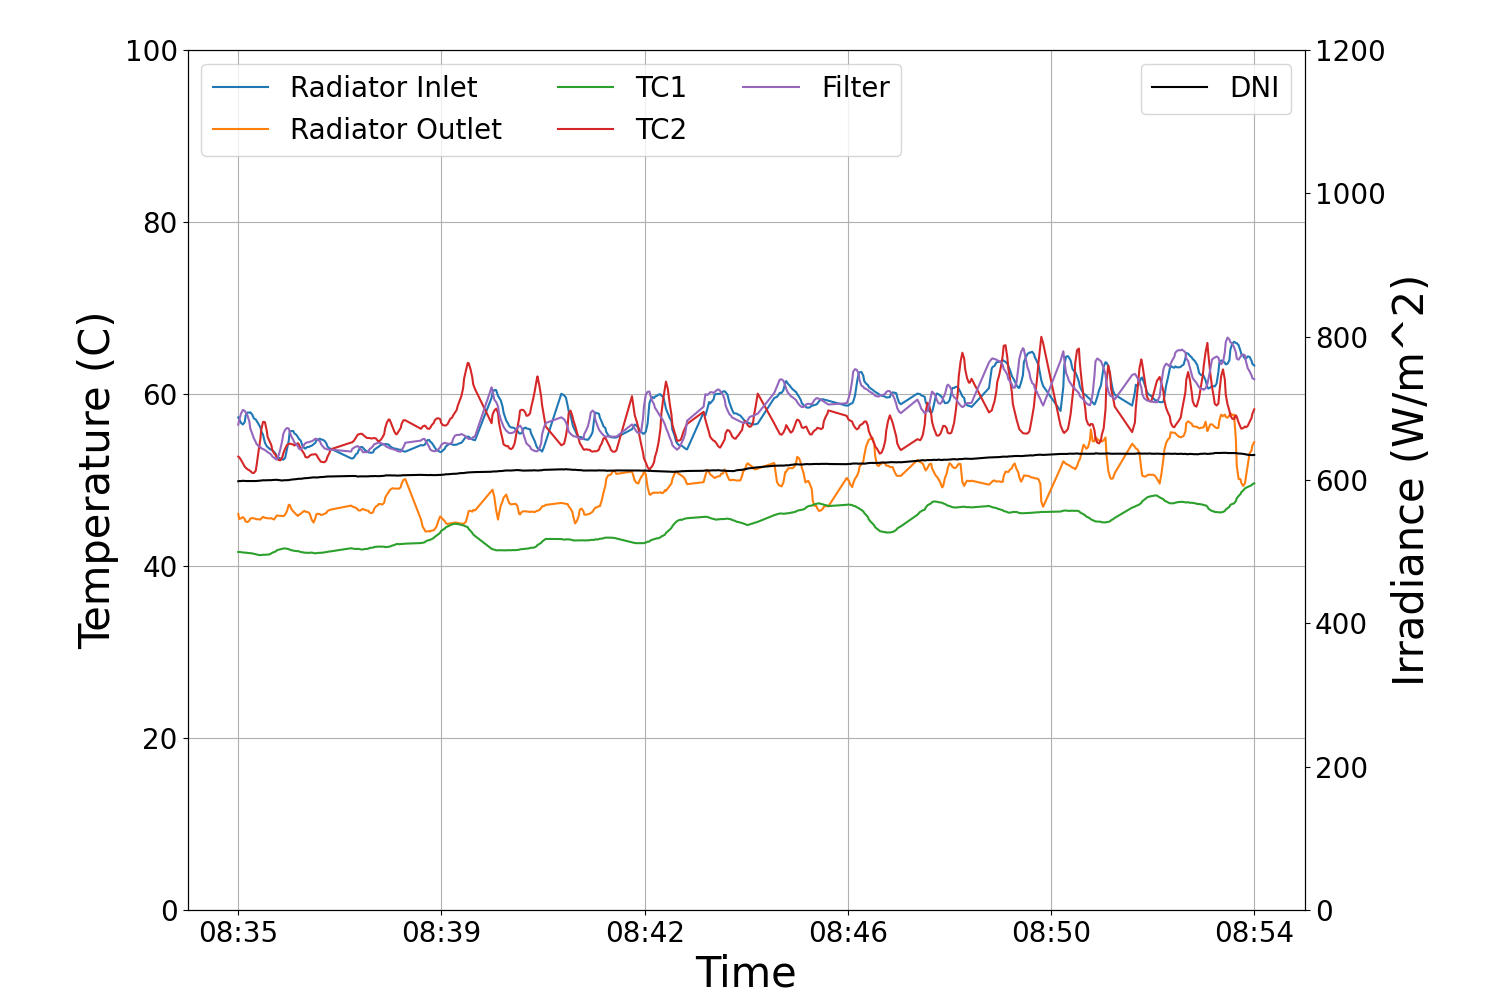 Radiator Inlet
Radiator Outlet
TC1
TC2
Filter
DNI
Temperature (C)
100
80
60
40
20
0
1200
1000
800
600
400
200
0
Irradiance (W/m^2)
08:35 08:39 08:42 08:46 08:50 08:54
Time